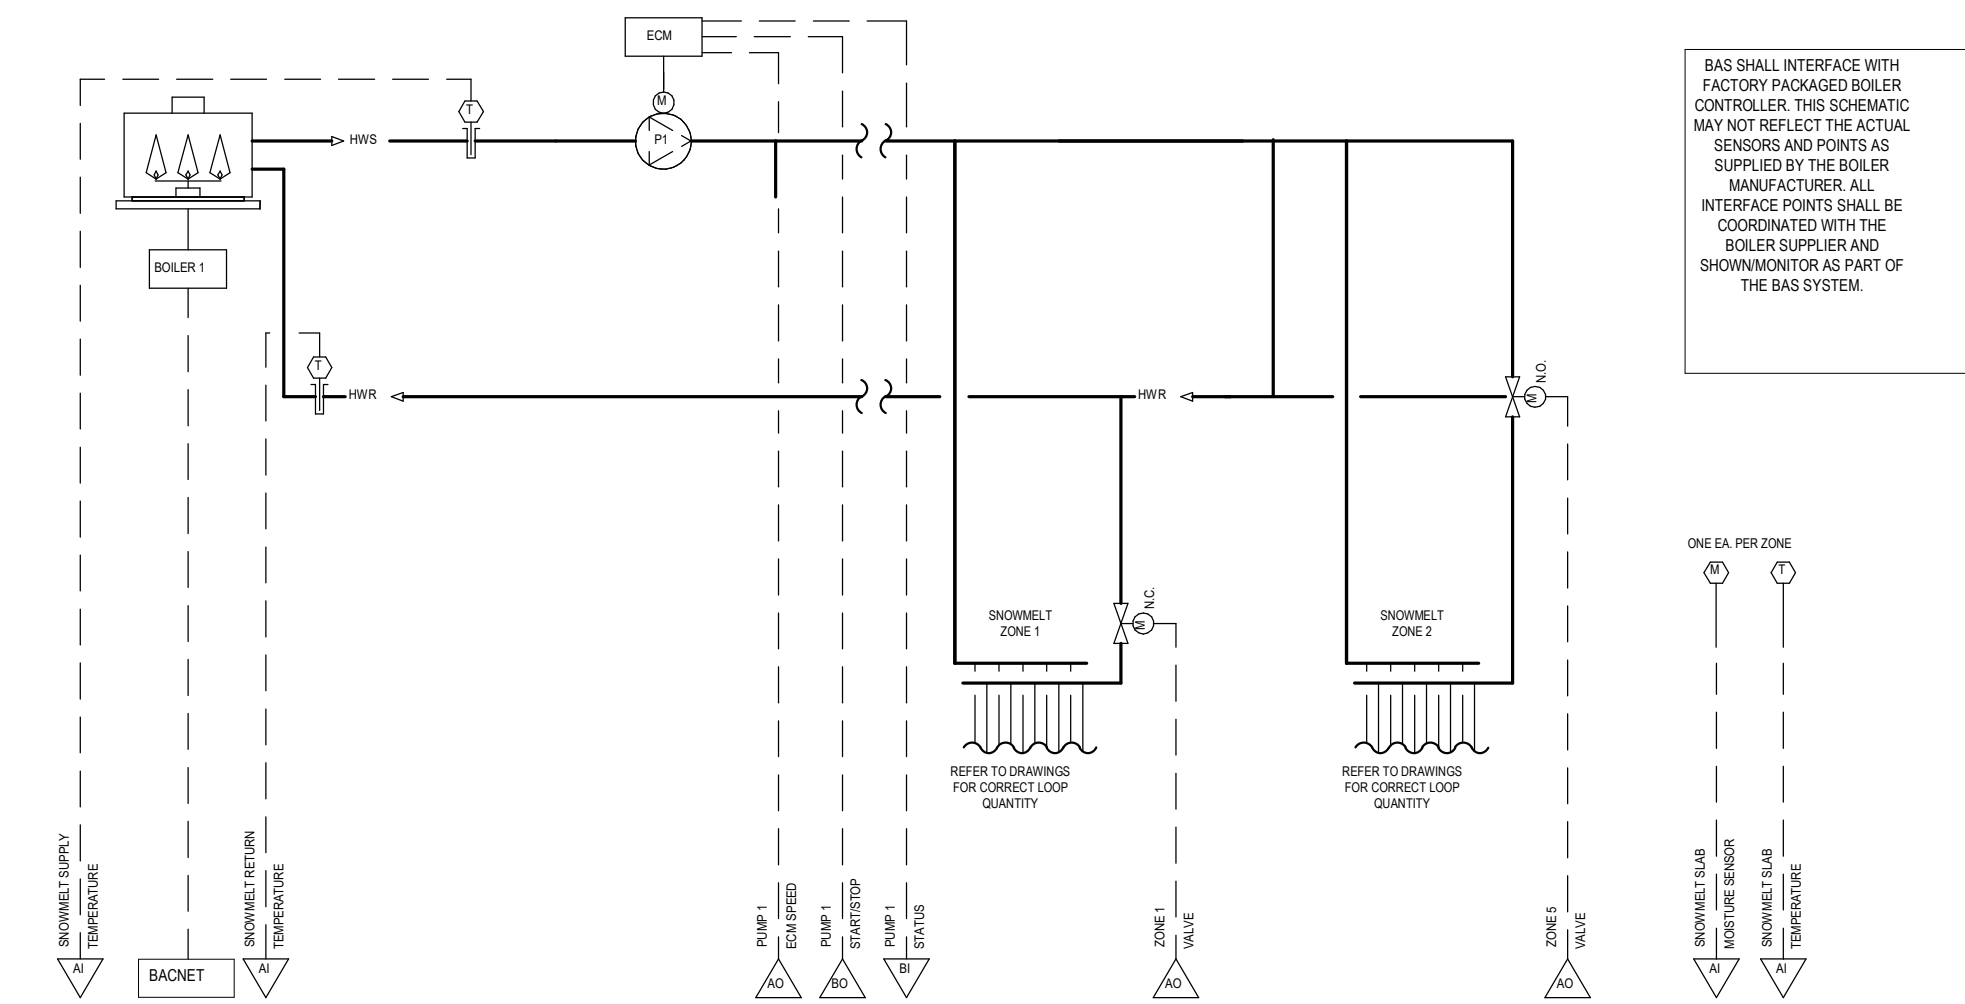 ECM
M
P1
T
HWS
BOILER 1
T
HWR
HWR
N.O.
M
BAS SHALL INTERFACE WITH
FACTORY PACKAGED BOILER
CONTROLLER. THIS SCHEMATIC
MAY NOT REFLECT THE ACTUAL
SENSORS AND POINTS AS
SUPPLIED BY THE BOILER
MANUFACTURER. ALL
INTERFACE POINTS SHALL BE
COORDINATED WITH THE
BOILER SUPPLIER AND
SHOWN/MONITOR AS PART OF
THE BAS SYSTEM.
ONE EA. PER ZONE
M
T
SNOWMELT
ZONE 1
N.C.
M
SNOWMELT
ZONE 2
REFER TO DRAWINGS
FOR CORRECT LOOP
QUANTITY
REFER TO DRAWINGS
FOR CORRECT LOOP
QUANTITY
SNOWMELT SUPPLY
TEMPERATURE
AI
BACNET
SNOWMELT RETURN
TEMPERATURE
AI
PUMP 1
ECM SPEED
AO
PUMP 1
START/STOP
BO
PUMP 1
STATUS
BI
ZONE 1
VALVE
AO
ZONE 5
VALVE
AO
SNOWMELT SLAB
MOISTURE SENSOR
AI
SNOWMELT SLAB
TEMPERATURE
AI